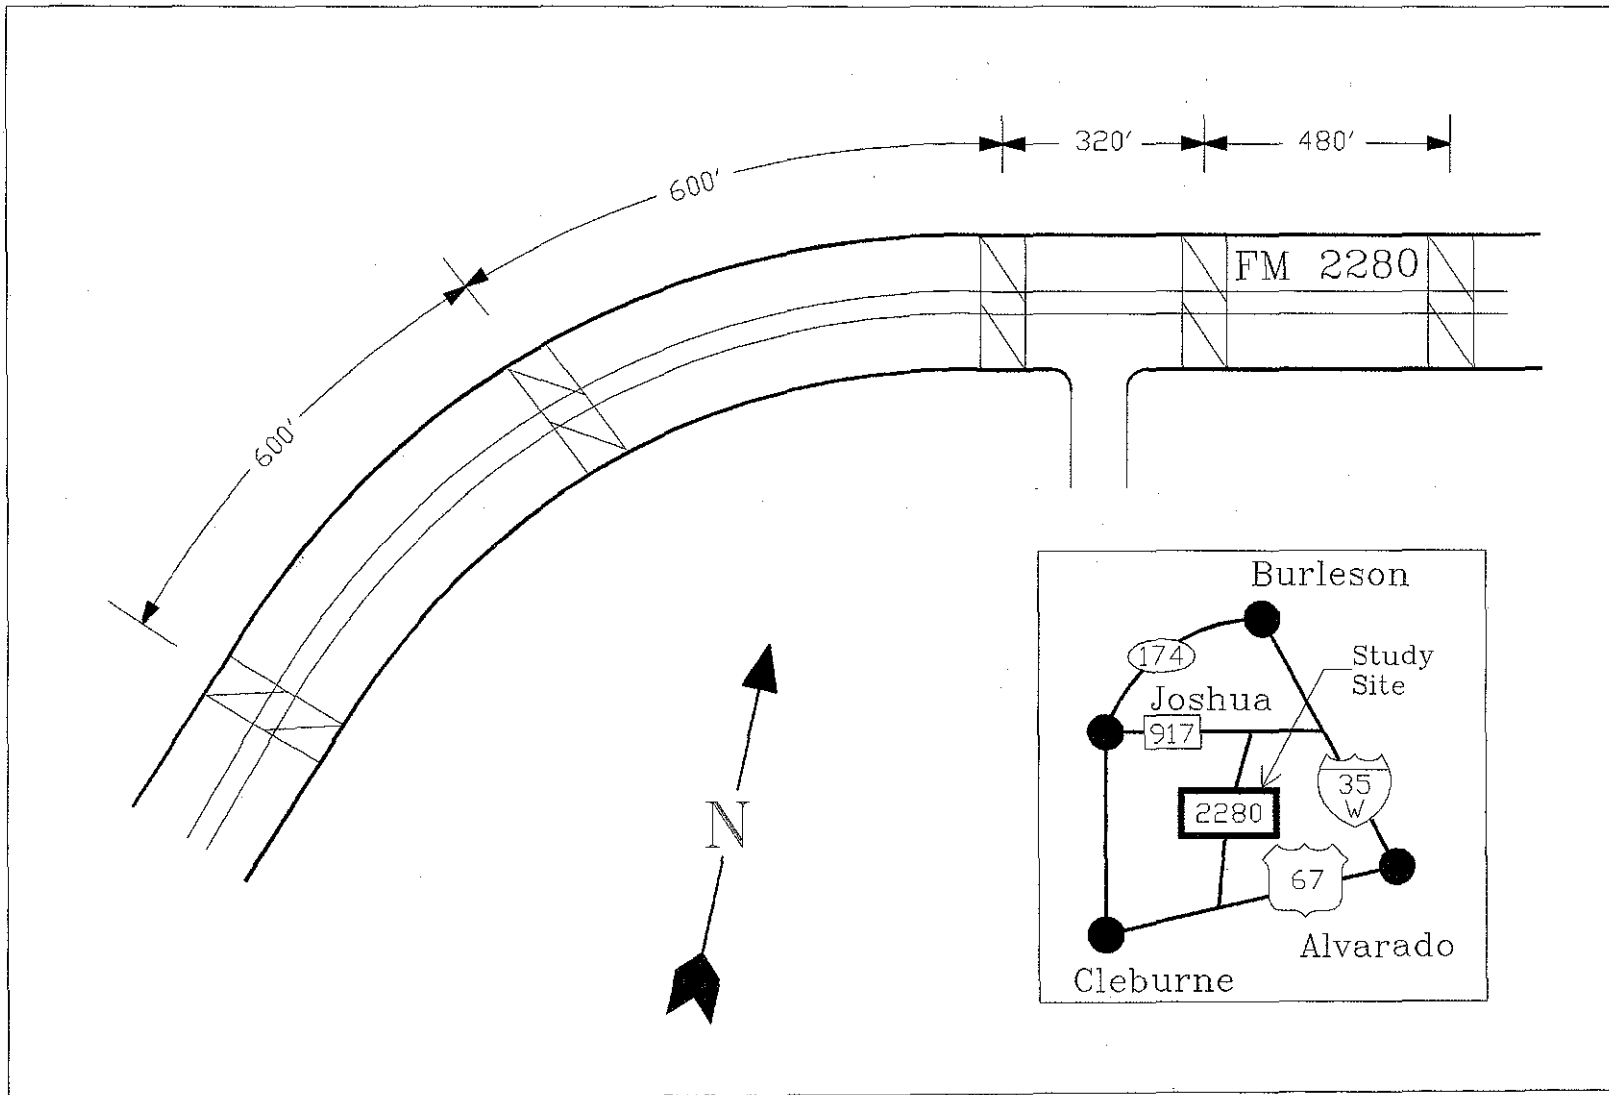 320′
480′
600′
FM 2280
600′
Burleson
174
Study
Site
Joshua
917
35
W
2280
N
67
Alvarado
Cleburne